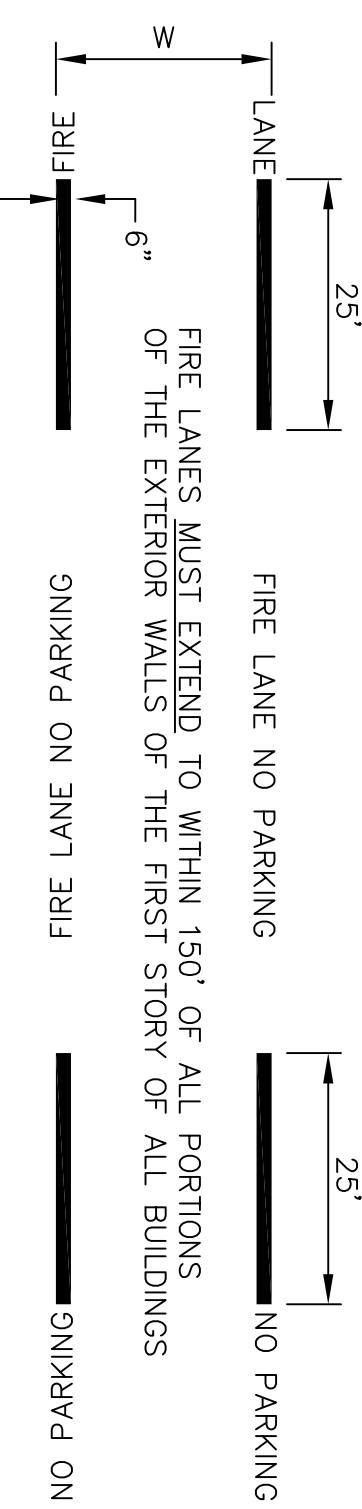 25'
25'
LANE
FIRE LANE NO PARKING
NO PARKING
W
FIRE LANES MUST EXTEND TO WITHIN 150' OF ALL PORTIONS
OF THE EXTERIOR WALLS OF THE FIRST STORY OF ALL BUILDINGS
6"
FIRE
FIRE LANE NO PARKING
NO PARKING